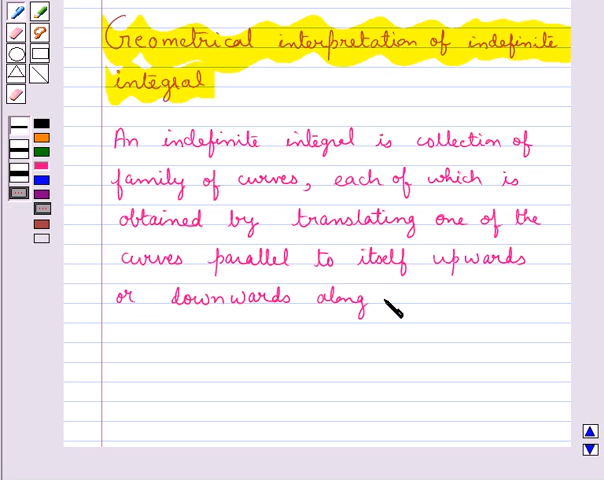 Geometrical interpretation of indefinite
integral
An indefinite integral is collection of
family of curves, each of which is
obtained by translating one of the
curves parallel to itself upwards
or downwards along